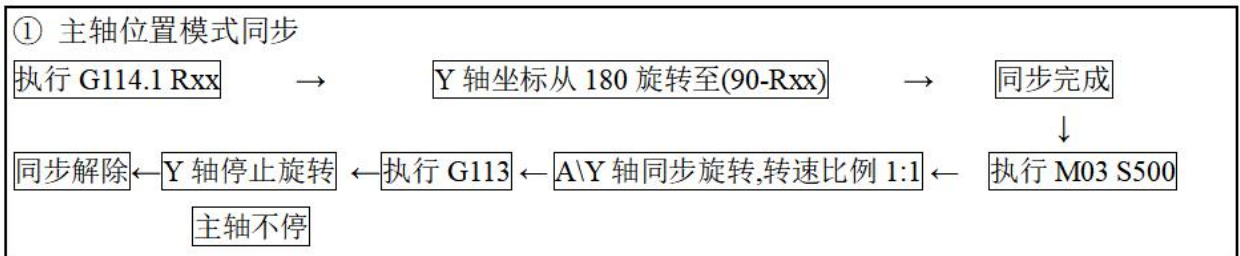 ① 主轴位置模式同步
执行 G114.1 Rxx → Y 轴坐标从 180 旋转至(90-Rxx) → 同步完成
↓
同步解除←Y 轴停止旋转 ←执行 G113 ← A\Y 轴同步旋转,转速比例 1:1 ← 执行 M03 S500
主轴不停